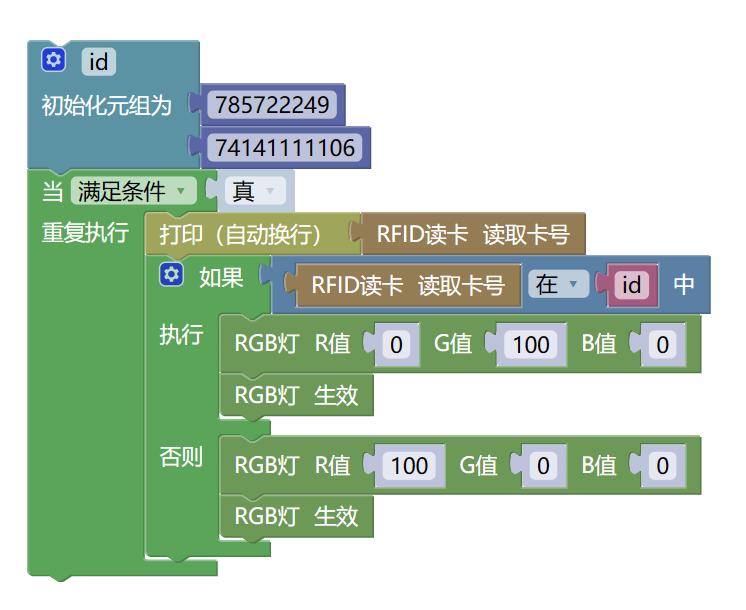 id
初始化元组为 785722249
74141111106
当 满足条件 真
重复执行 打印（自动换行） RFID读卡 读取卡号
如果 RFID读卡 读取卡号 在 id 中
执行 RGB灯 R值 0 G值 100 B值 0
RGB灯 生效
否则 RGB灯 R值 100 G值 0 B值 0
RGB灯 生效